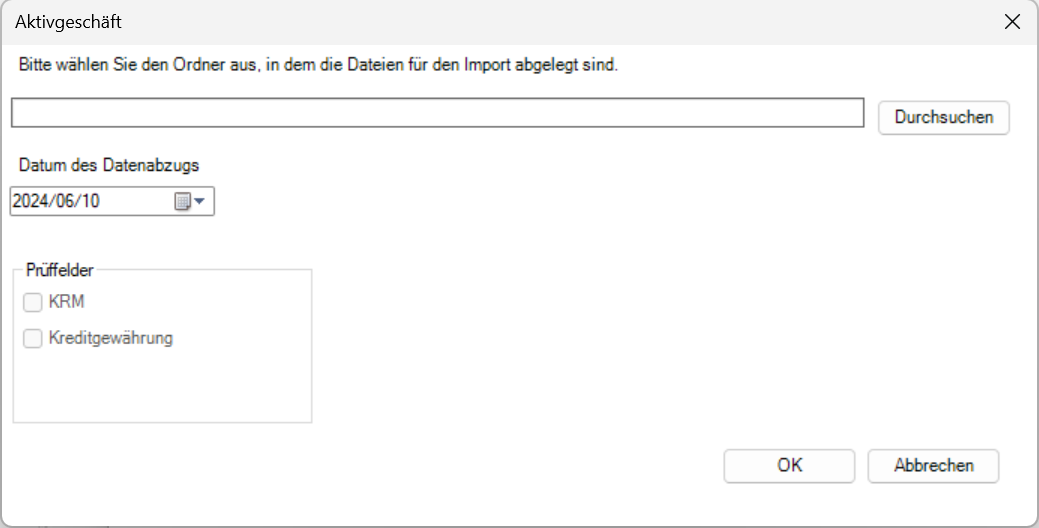 Aktivgeschäft
Bitte wählen Sie den Ordner aus, in dem die Dateien für den Import abgelegt sind.
Durchsuchen
Datum des Datenabzugs
2024/06/10
Prüffelder
KRM
Kreditgewährung
OK
Abbrechen